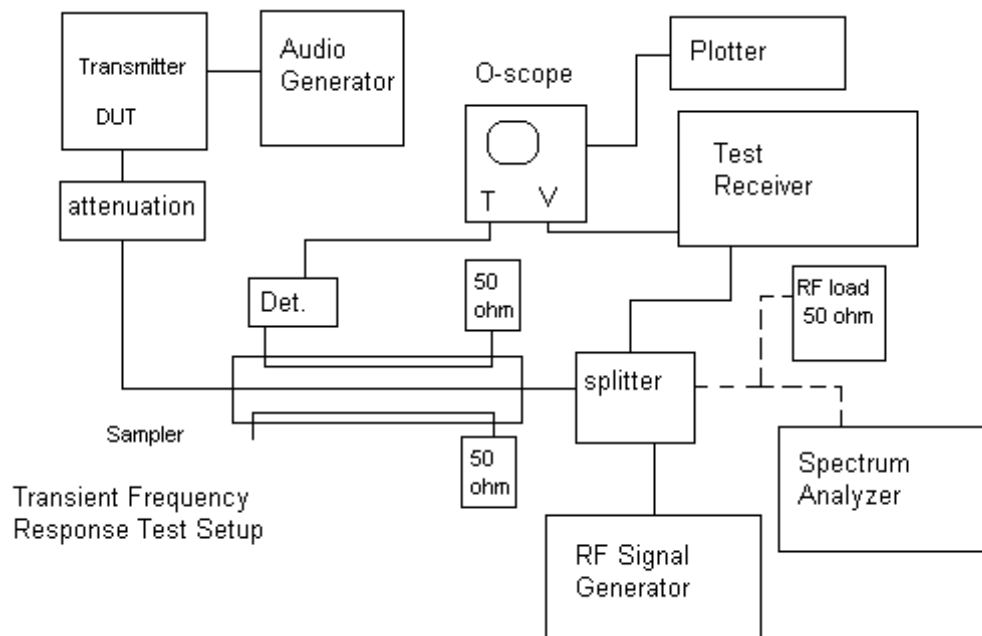 Transmitter
DUT
Audio
Generator
O-scope
Plotter
T V
Test
Receiver
attenuation
Det.
50
ohm
RF load
50 ohm
splitter
Sampler
50
ohm
Spectrum
Analyzer
Transient Frequency
Response Test Setup
RF Signal
Generator